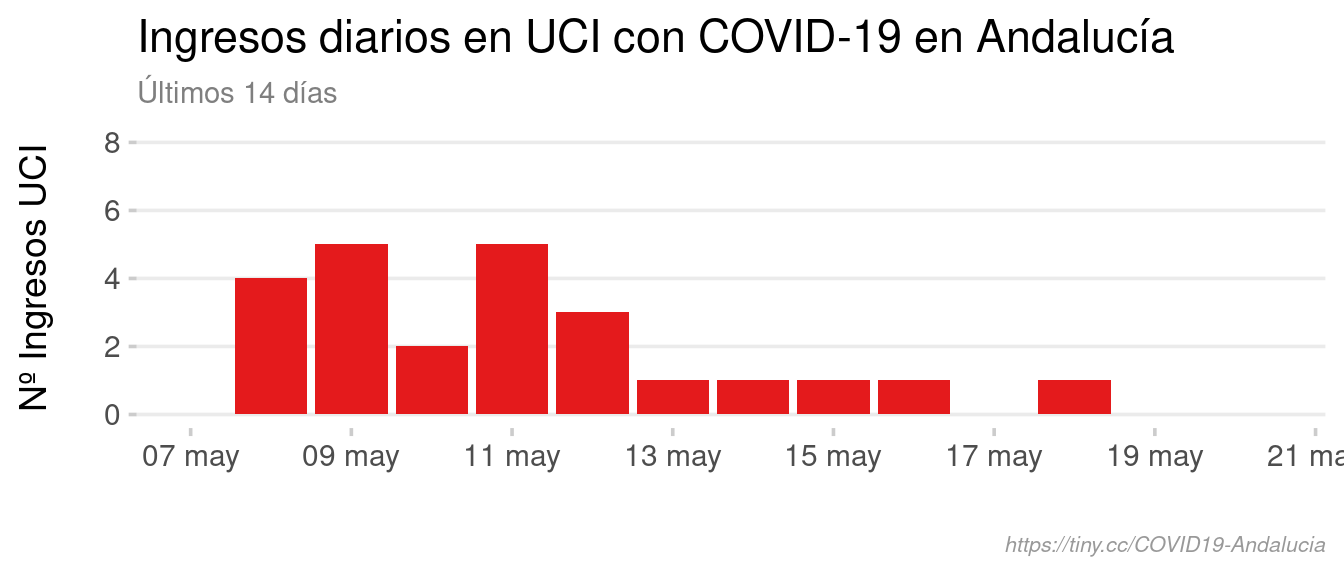 Ingresos diarios en UCI con COVID-19 en Andalucía
Últimos 14 días
Nº Ingresos UCI
8
6
4
2
0
07 may
09 may
11 may
13 may
15 may
17 may
19 may
21 ma
https://tiny.cc/COVID19-Andalucia